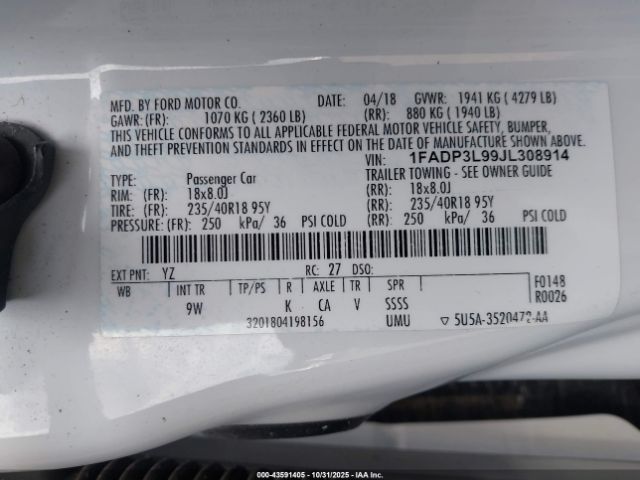 MFD. BY FORD MOTOR CO. DATE: 04/18 GVWR: 1941 KG ( 4279 LB)
GAWR: (FR): 1070 KG ( 2360 LB) (RR): 880 KG ( 1940 LB)
THIS VEHICLE CONFORMS TO ALL APPLICABLE FEDERAL MOTOR VEHICLE SAFETY, BUMPER,
AND THEFT PREVENTION STANDARDS IN EFFECT ON THE DATE OF MANUFACTURE SHOWN ABOVE
VIN: 1FADP3L99JL308914
TYPE: Passenger Car TRAILER TOWING - SEE OWNER GUIDE
RIM: (FR): 18x8.0J (RR): 18x8.0J
TIRE: (FR): 235/40R18 95Y (RR): 235/40R18 95Y
PRESSURE: (FR): 250 kPa/ 36 PSI COLD (RR): 250 kPa/ 36 PSI COLD
EXT PNT: YZ RC: 27 DSO:
WB INT TR TP/PS R AXLE TR SPR F0148
9W K CA V SSSS R0026
3201804198156 UMU ▽ 5U5A-3520472-AA
000-43591405 • 10/31/2025 • IAAI.COM